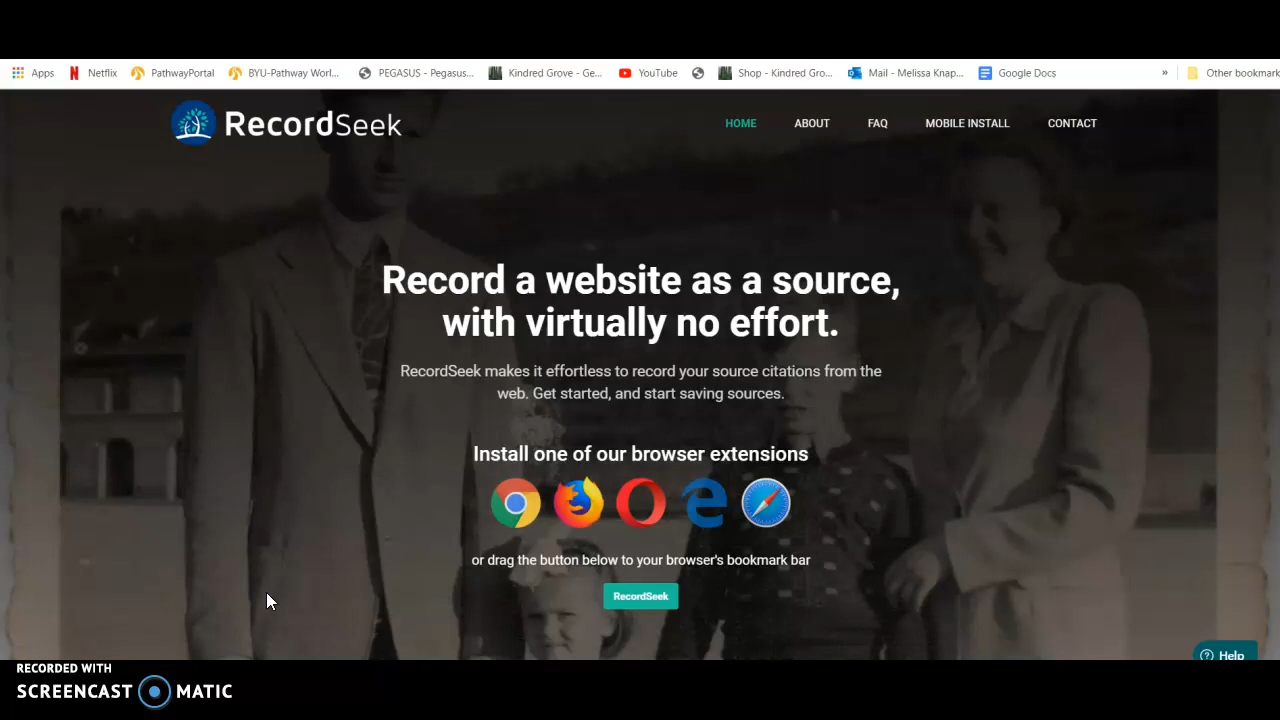 Apps Netflix PathwayPortal BYU-Pathway Worl... PEGASUS - Pegasus... Kindred Grove - Ge... YouTube Shop - Kindred Gro... Mail - Melissa Knap... Google Docs » Other bookmark
RecordSeek HOME ABOUT FAQ MOBILE INSTALL CONTACT
Record a website as a source,
with virtually no effort.
RecordSeek makes it effortless to record your source citations from the
web. Get started, and start saving sources.
Install one of our browser extensions
or drag the button below to your browser's bookmark bar
RecordSeek
Help
RECORDED WITH
SCREENCAST MATIC